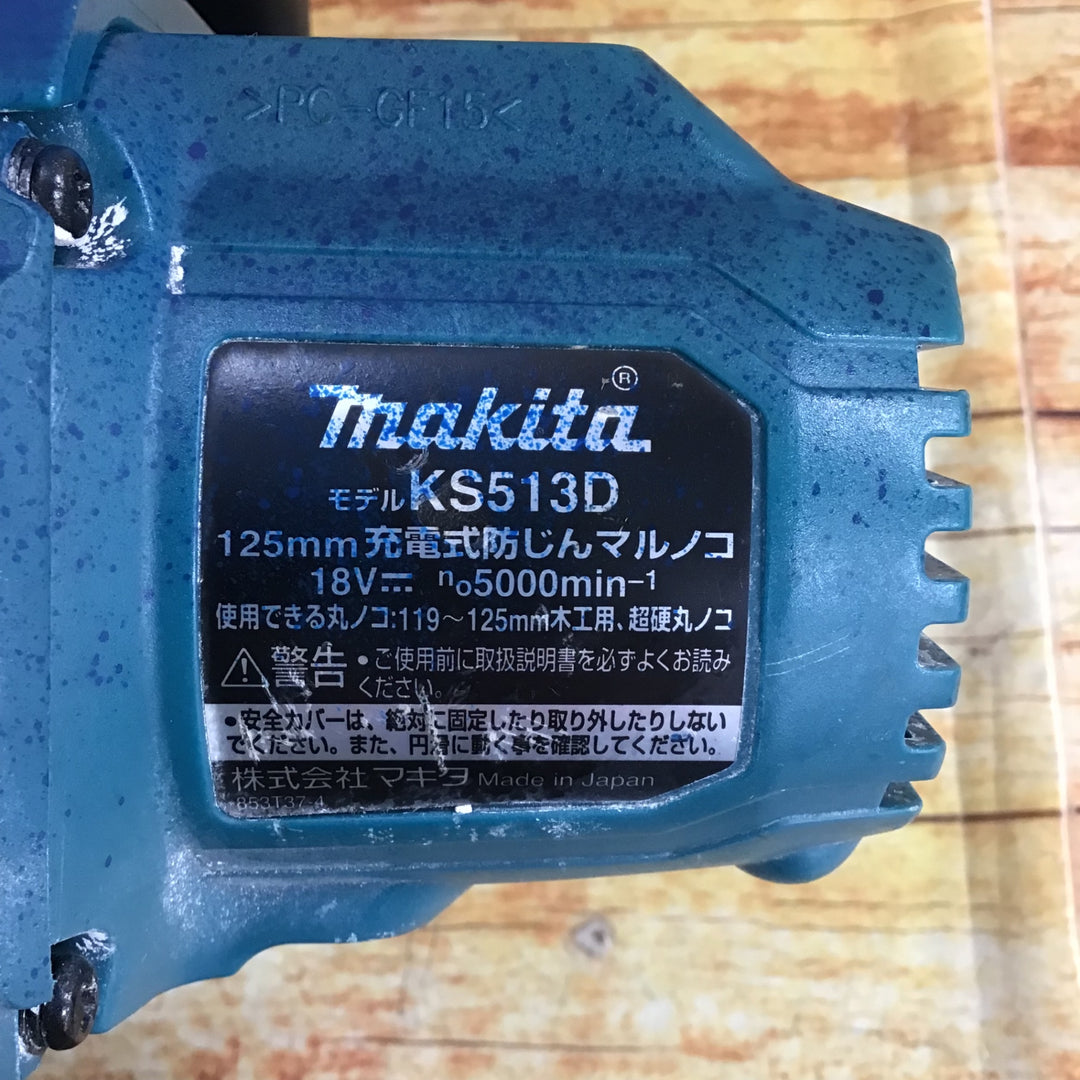 >PC-GF15<
makita®
モデルKS513D
125mm充電式防じんマルノコ
18V⎓ n₀5000min⁻¹
使用できる丸ノコ:119～125mm木工用、超硬丸ノコ
警告 •ご使用前に取扱説明書を必ずよくお読み
ください。
•安全カバーは、絶対に固定したり取り外したりしない
でください。また、円滑に動く事を確認してください。
株式会社 マキタ Made in Japan
853T37-4